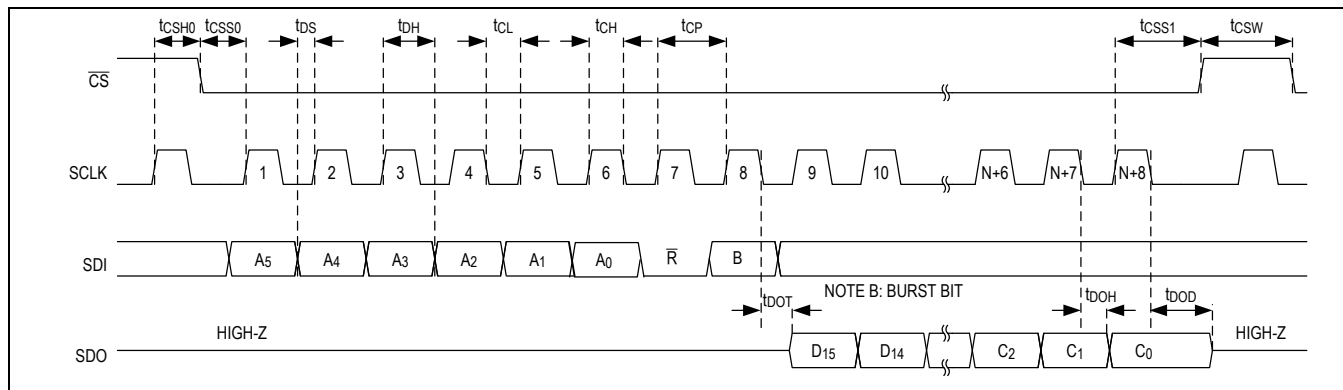 tCSH0 tCSS0 tDS tDH tCL tCH tCP tCSS1 tCSW
CS
SCLK 1 2 3 4 5 6 7 8 9 10 N+6 N+7 N+8
SDI A5 A4 A3 A2 A1 A0 R B
NOTE B: BURST BIT
tDOT tDOH tDOD
HIGH-Z HIGH-Z
SDO D15 D14 C2 C1 C0